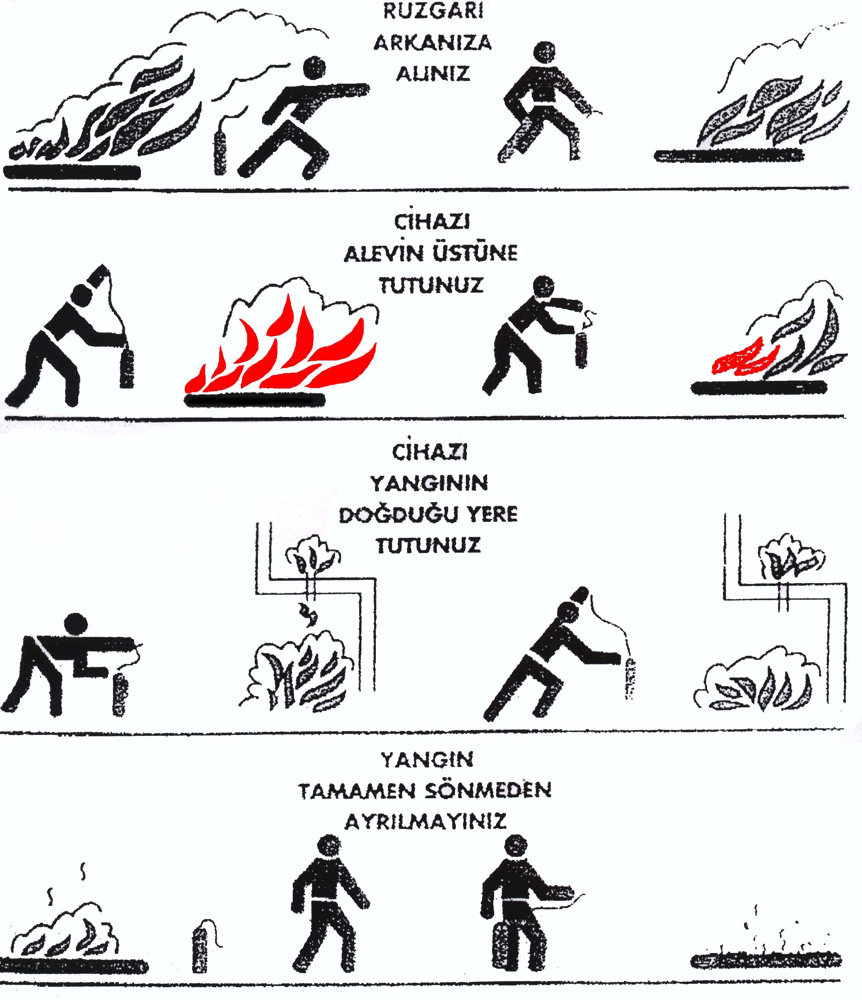 RUZGARI
ARKANIZA
ALINIZ
CİHAZI
ALEVİN ÜSTÜNE
TUTUNUZ
CİHAZI
YANGININ
DOĞDUĞU YERE
TUTUNUZ
YANGIN
TAMAMEN SÖNMEDEN
AYRILMAYINIZ